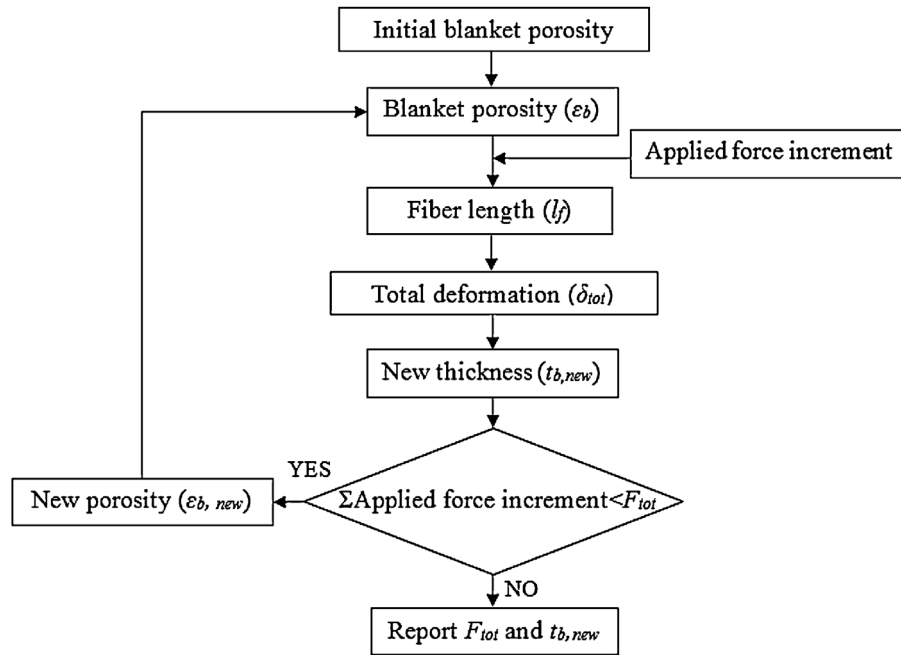 Initial blanket porosity
Blanket porosity (εb)
Applied force increment
Fiber length (lf)
Total deformation (δtot)
New thickness (tb,new)
YES
New porosity (εb, new)
ΣApplied force increment<Ftot
NO
Report Ftot and tb,new